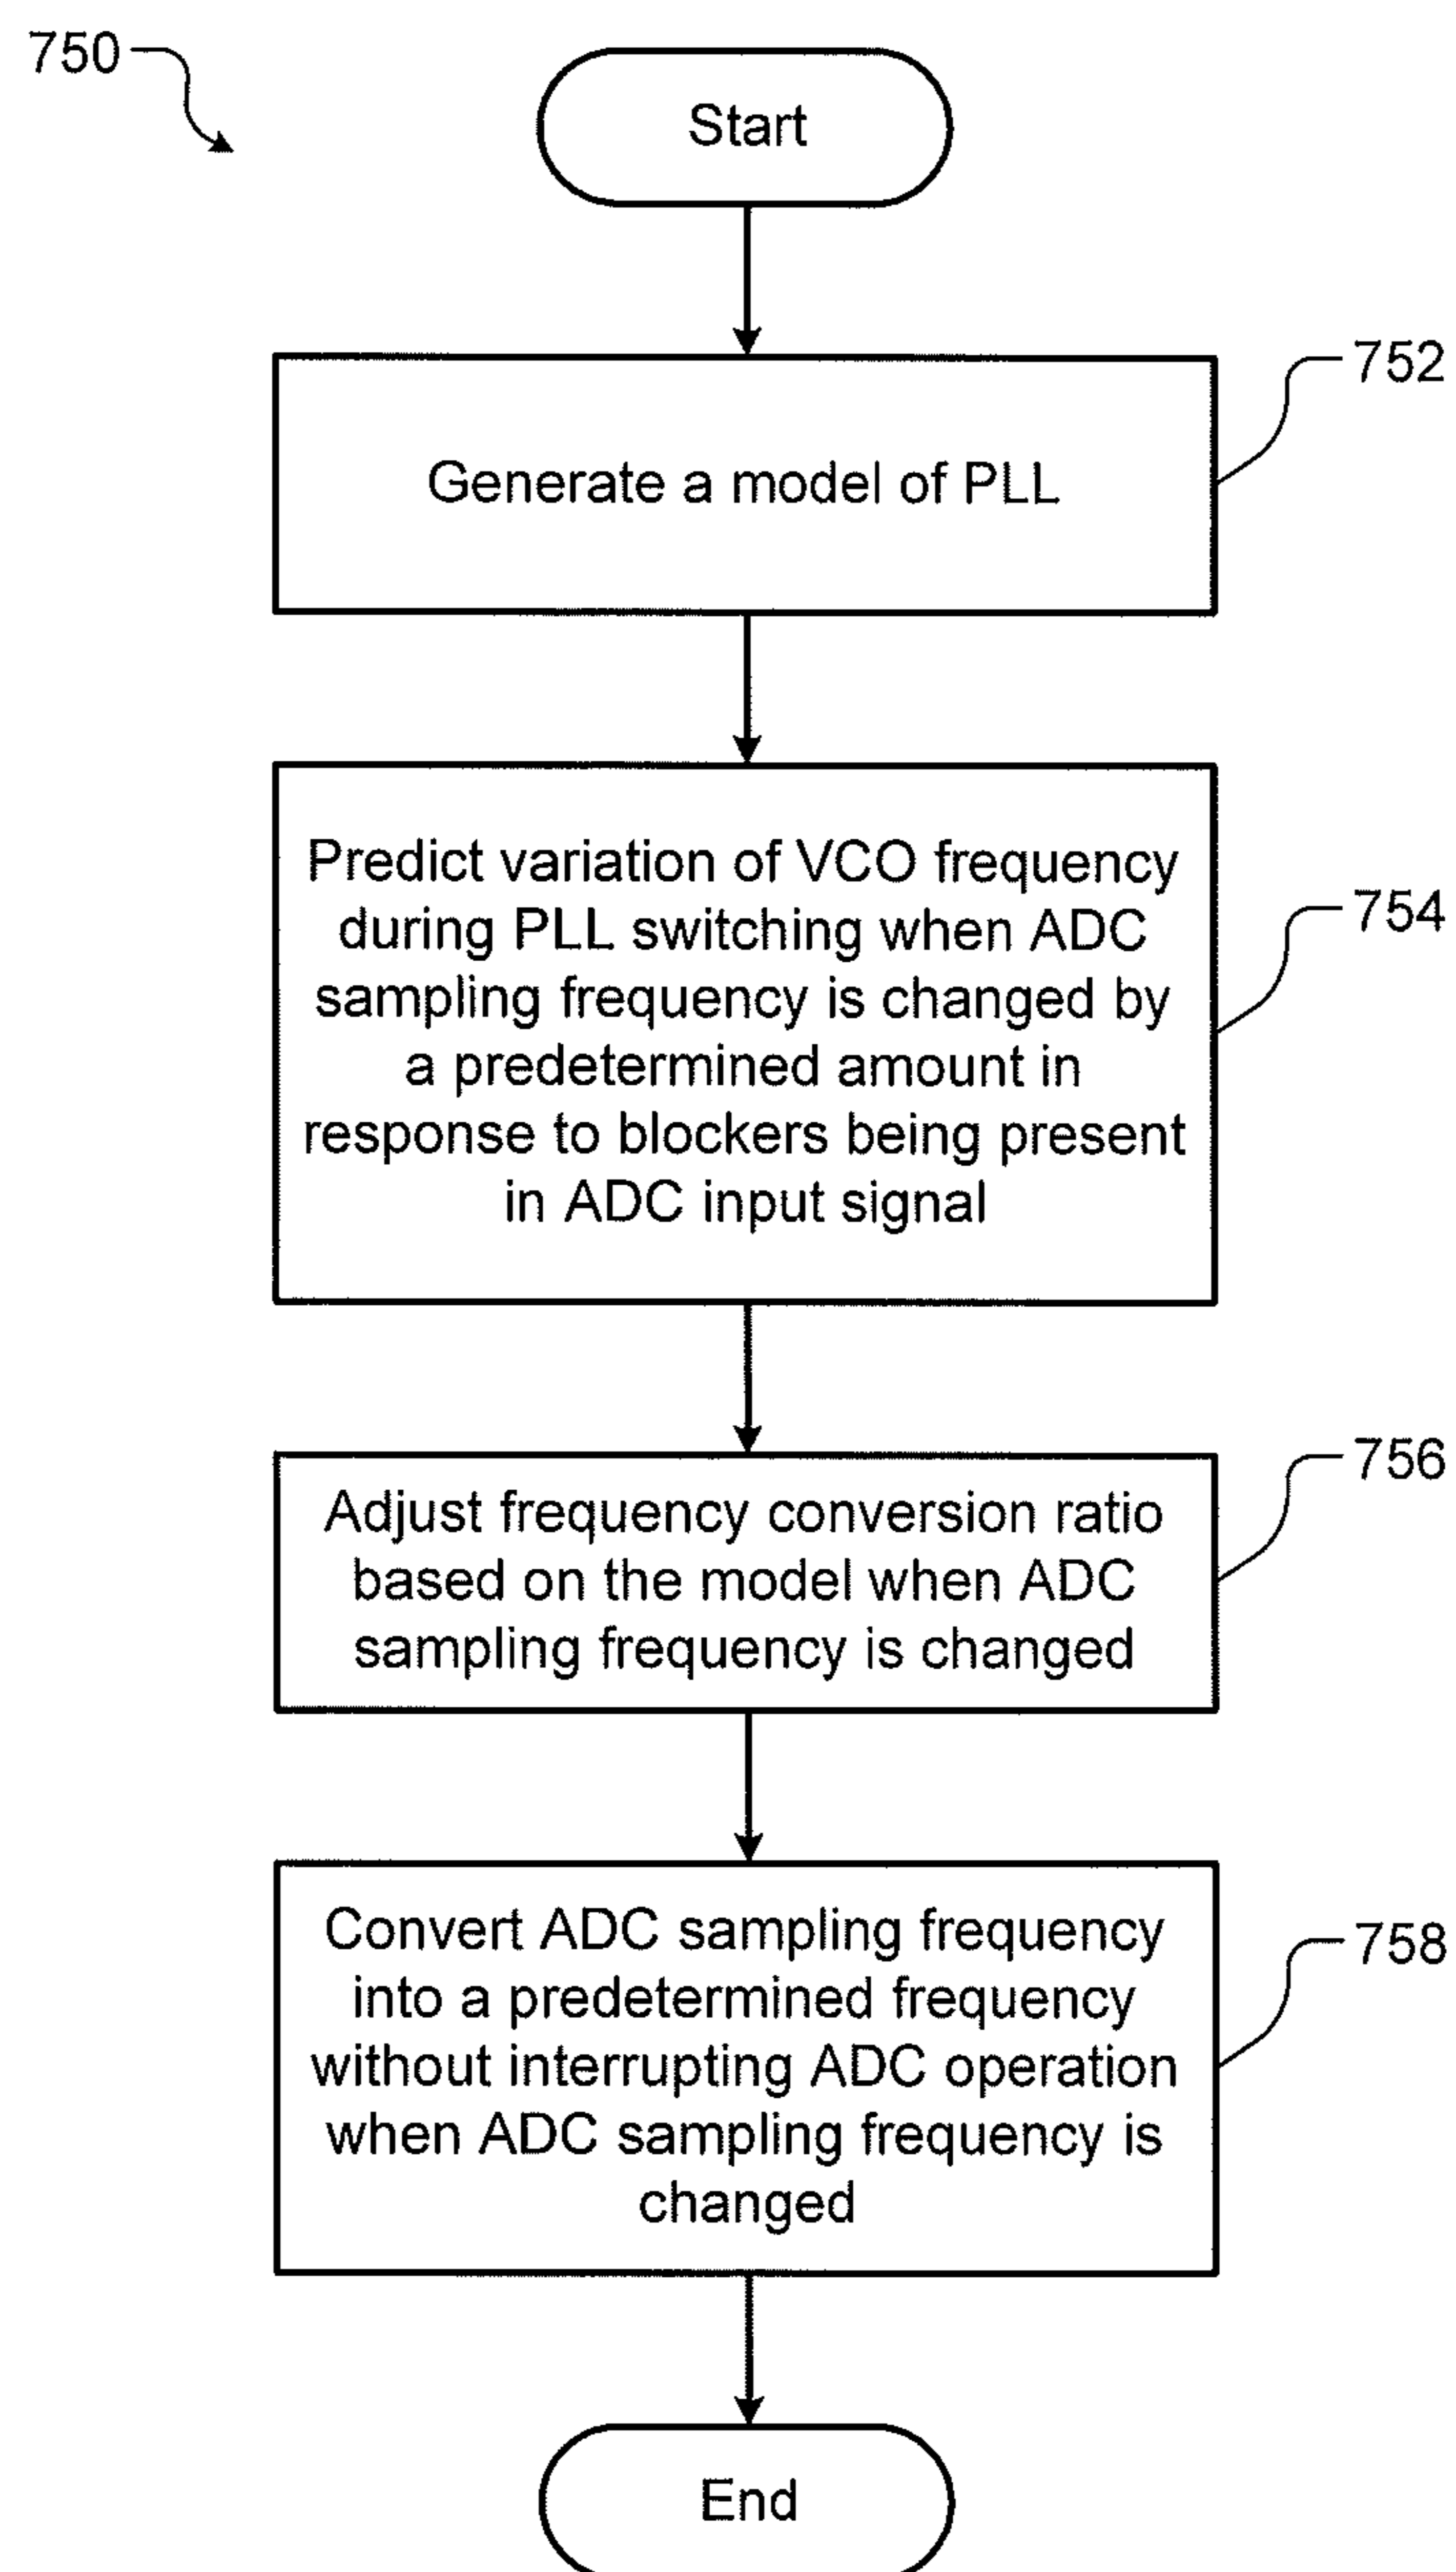 750
Start
752
Generate a model of PLL
754
Predict variation of VCO frequency
during PLL switching when ADC
sampling frequency is changed by
a predetermined amount in
response to blockers being present
in ADC input signal
756
Adjust frequency conversion ratio
based on the model when ADC
sampling frequency is changed
758
Convert ADC sampling frequency
into a predetermined frequency
without interrupting ADC operation
when ADC sampling frequency is
changed
End